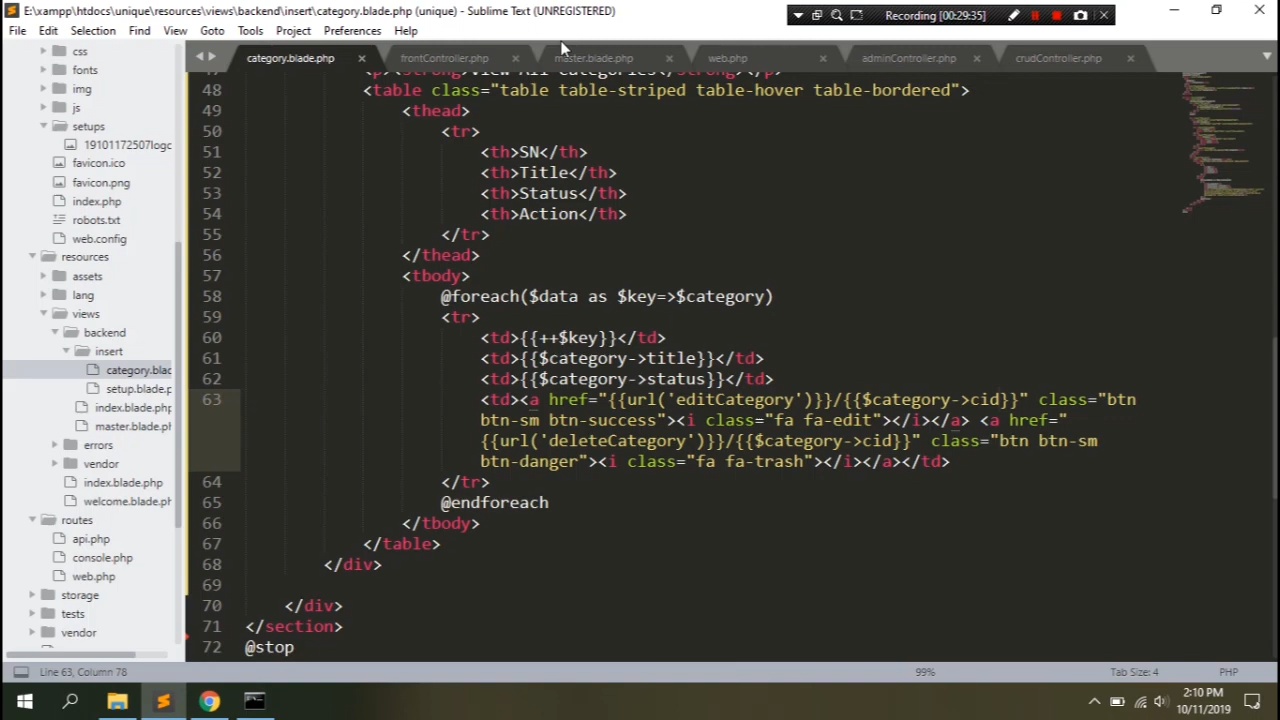 E:\xampp\htdocs\unique\resources\views\backend\insert\category.blade.php (unique) - Sublime Text (UNREGISTERED)
Recording [00:29:35]
File Edit Selection Find View Goto Tools Project Preferences Help
category.blade.php frontController.php master.blade.php web.php adminController.php crudController.php
css
fonts
img
js
setups
19101172507logo
favicon.ico
favicon.png
index.php
robots.txt
web.config
resources
assets
lang
views
backend
insert
category.blad
setup.blade.p
index.blade.php
master.blade.ph
errors
vendor
index.blade.php
welcome.blade.ph
routes
api.php
console.php
web.php
storage
tests
vendor
47 <p><strong>View All Categories</strong></p>
48 <table class="table table-striped table-hover table-bordered">
49 <thead>
50 <tr>
51 <th>SN</th>
52 <th>Title</th>
53 <th>Status</th>
54 <th>Action</th>
55 </tr>
56 </thead>
57 <tbody>
58 @foreach($data as $key=>$category)
59 <tr>
60 <td>{{++$key}}</td>
61 <td>{{$category->title}}</td>
62 <td>{{$category->status}}</td>
63 <td><a href="{{url('editCategory')}}/{{$category->cid}}" class="btn
btn-sm btn-success"><i class="fa fa-edit"></i></a> <a href="
{{url('deleteCategory')}}/{{$category->cid}}" class="btn btn-sm
btn-danger"><i class="fa fa-trash"></i></a></td>
64 </tr>
65 @endforeach
66 </tbody>
67 </table>
68 </div>
69
70 </div>
71 </section>
72 @stop
Line 63, Column 78 99% Tab Size: 4 PHP
2:10 PM
10/11/2019